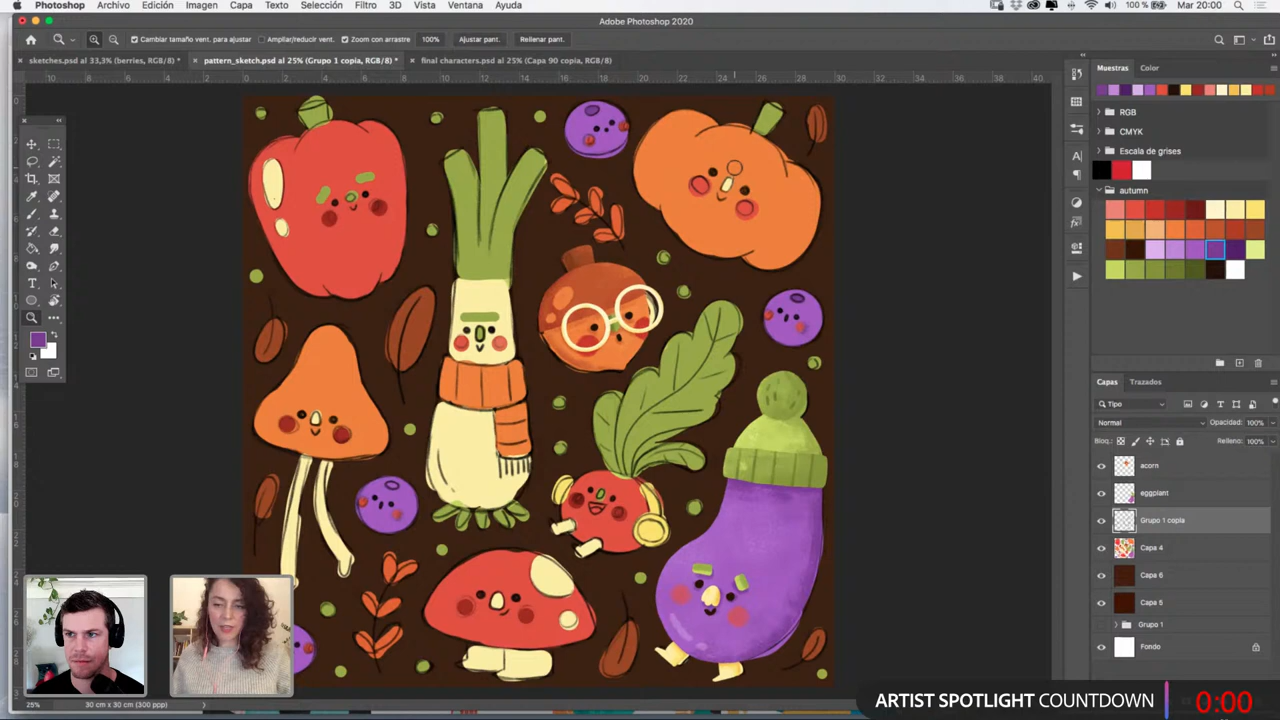 Photoshop Archivo Edición Imagen Capa Texto Selección Filtro 3D Vista Ventana Ayuda 100 % Mar 20:00
Adobe Photoshop 2020
Cambiar tamaño vent. para ajustar Ampliar/reducir vent. Zoom con arrastre 100% Ajustar pant. Rellenar pant.
sketches.psd al 33,3% (berries, RGB/8) * pattern_sketch.psd al 25% (Grupo 1 copia, RGB/8) * final characters.psd al 25% (Capa 90 copia, RGB/8)
Muestras Color
RGB
CMYK
Escala de grises
autumn
Capas Trazados
Tipo
Normal Opacidad: 100%
Bloq.: Relleno: 100%
acorn
eggplant
Grupo 1 copia
Capa 4
Capa 6
Capa 5
Grupo 1
Fondo
25% 30 cm x 30 cm (300 ppp)
ARTIST SPOTLIGHT COUNTDOWN 0:00